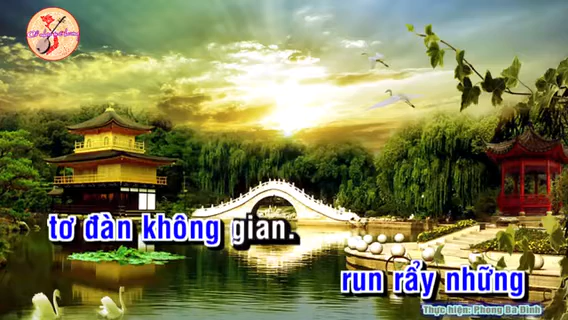 tơ đàn không gian.
run rẩy những
Thực hiện: Phong Ba Đình